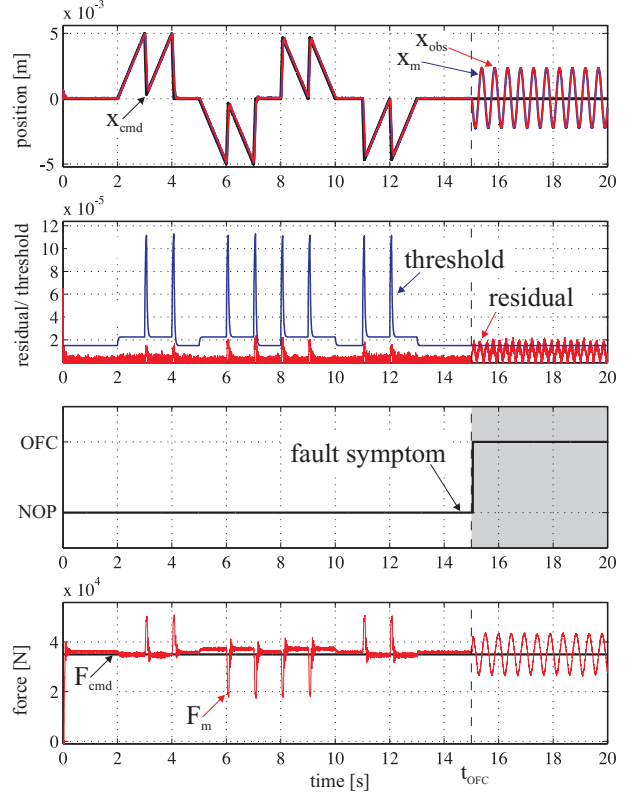 x 10⁻³
5
0
-5
position [m]
x_cmd
x_obs
x_m
0 2 4 6 8 10 12 14 16 18 20
x 10⁻⁵
12
10
8
6
4
2
residual/ threshold
threshold
residual
0 2 4 6 8 10 12 14 16 18 20
OFC
NOP
fault symptom
0 2 4 6 8 10 12 14 16 18 20
x 10⁴
4
2
0
force [N]
F_cmd
F_m
0 2 4 6 8 10 12 14 16 18 20
time [s]
t_OFC